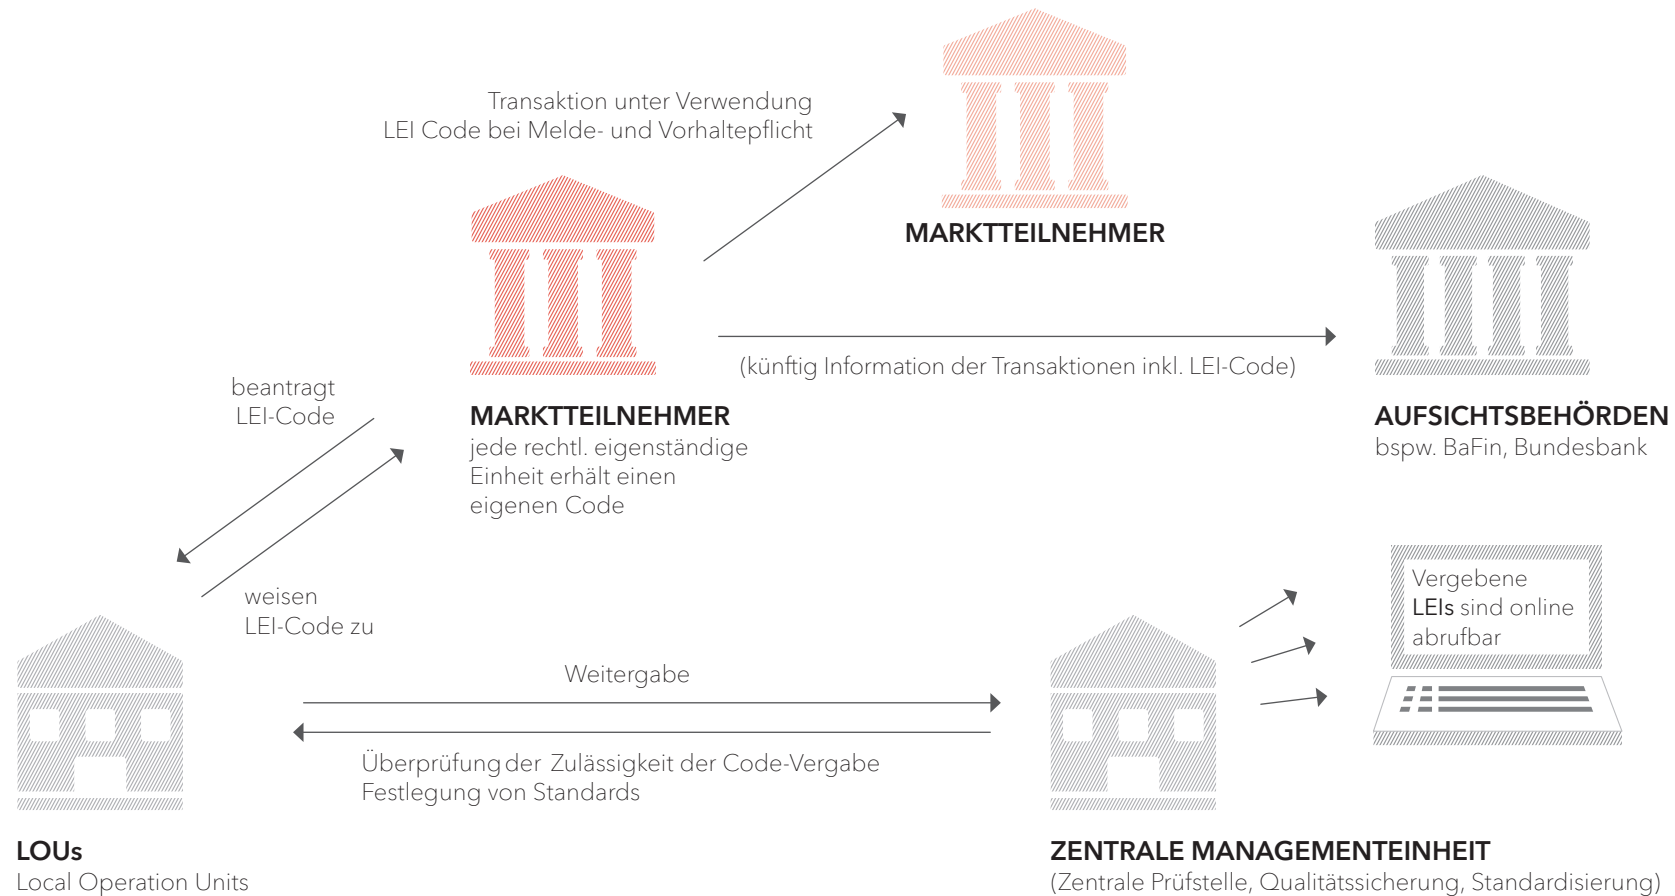 Transaktion unter Verwendung
LEI Code bei Melde- und Vorhaltepflicht
MARKTTEILNEHMER
(künftig Information der Transaktionen inkl. LEI-Code)
beantragt
LEI-Code
MARKTTEILNEHMER
jede rechtl. eigenständige
Einheit erhält einen
eigenen Code
AUFSICHTSBEHÖRDEN
bspw. BaFin, Bundesbank
weisen
LEI-Code zu
Vergebene
LEIs sind online
abrufbar
Weitergabe
Überprüfung der Zulässigkeit der Code-Vergabe
Festlegung von Standards
LOUs
Local Operation Units
ZENTRALE MANAGEMENTEINHEIT
(Zentrale Prüfstelle, Qualitätssicherung, Standardisierung)